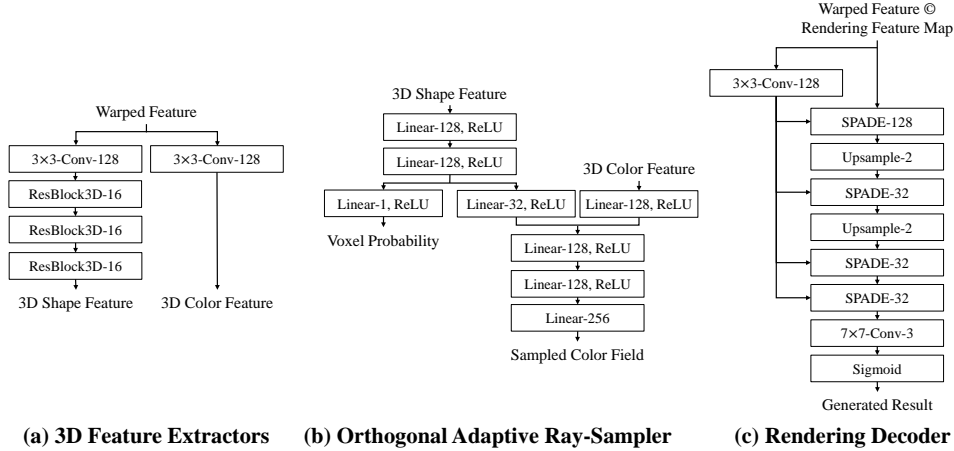 Warped Feature
3×3-Conv-128
3×3-Conv-128
ResBlock3D-16
ResBlock3D-16
ResBlock3D-16
3D Shape Feature
3D Color Feature
(a) 3D Feature Extractors
3D Shape Feature
Linear-128, ReLU
Linear-128, ReLU
3D Color Feature
Linear-1, ReLU
Linear-32, ReLU
Linear-128, ReLU
Voxel Probability
Linear-128, ReLU
Linear-128, ReLU
Linear-256
Sampled Color Field
(b) Orthogonal Adaptive Ray-Sampler
Warped Feature ©
Rendering Feature Map
3×3-Conv-128
SPADE-128
Upsample-2
SPADE-32
Upsample-2
SPADE-32
SPADE-32
7×7-Conv-3
Sigmoid
Generated Result
(c) Rendering Decoder